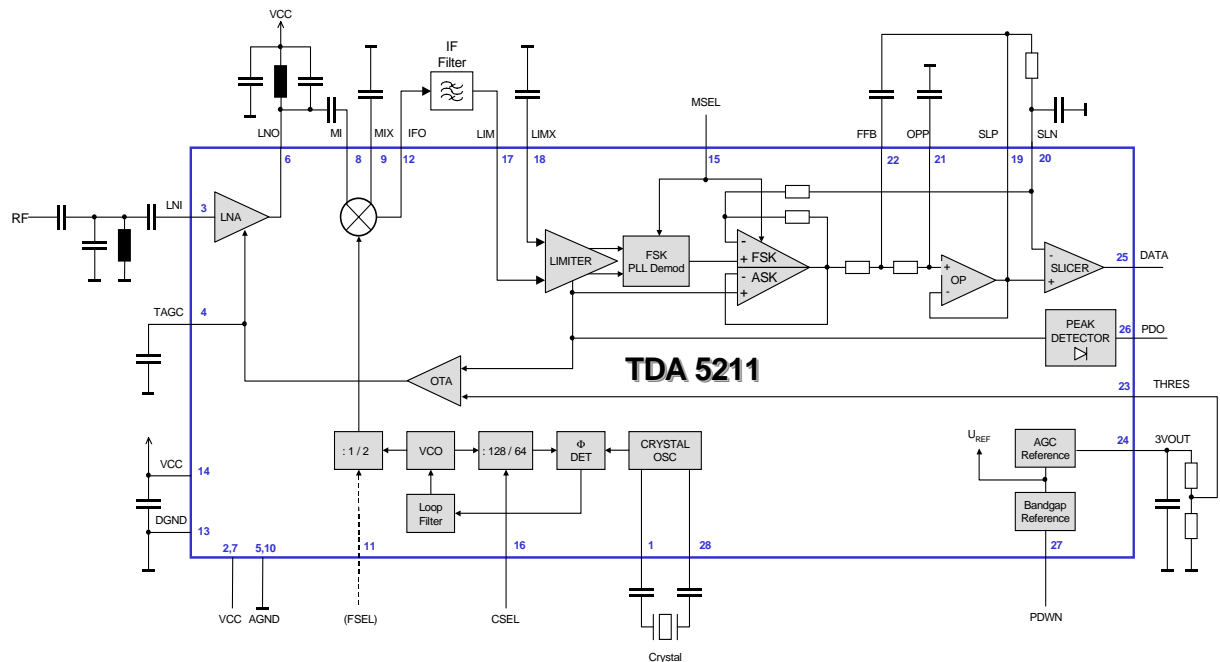 VCC
IF
Filter
MSEL
LNO
MI
MIX
IFO
LIM
LIMX
FFB
OPP
SLP
SLN
6
8
9
12
17
18
15
22
21
19
20
RF
LNI
3
LNA
LIMITER
FSK
PLL Demod
-
+ FSK
- ASK
+
+
-
OP
-
+
SLICER
25
DATA
TAGC
4
OTA
TDA 5211
PEAK
DETECTOR
26
PDO
23
THRES
: 1 / 2
VCO
: 128 / 64
Φ
DET
CRYSTAL
OSC
UREF
AGC
Reference
24
3VOUT
VCC
14
Loop
Filter
Bandgap
Reference
DGND
13
2,7
5,10
11
16
1
28
27
VCC
AGND
(FSEL)
CSEL
PDWN
Crystal